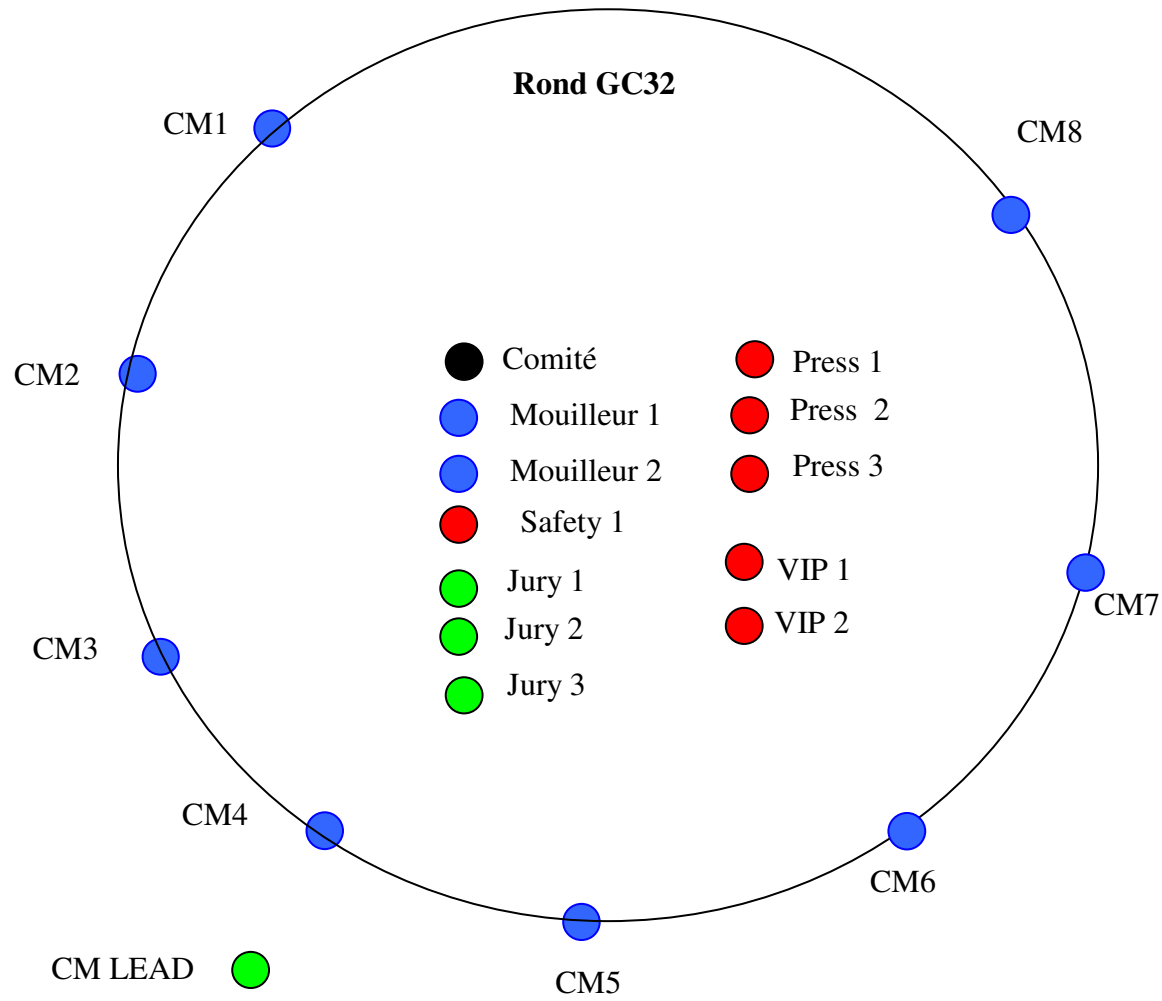 Rond GC32
CM1
CM8
CM2
Comité
Press 1
Mouilleur 1
Press 2
Mouilleur 2
Press 3
Safety 1
Jury 1
VIP 1
Jury 2
VIP 2
CM7
CM3
Jury 3
CM4
CM6
CM LEAD
CM5